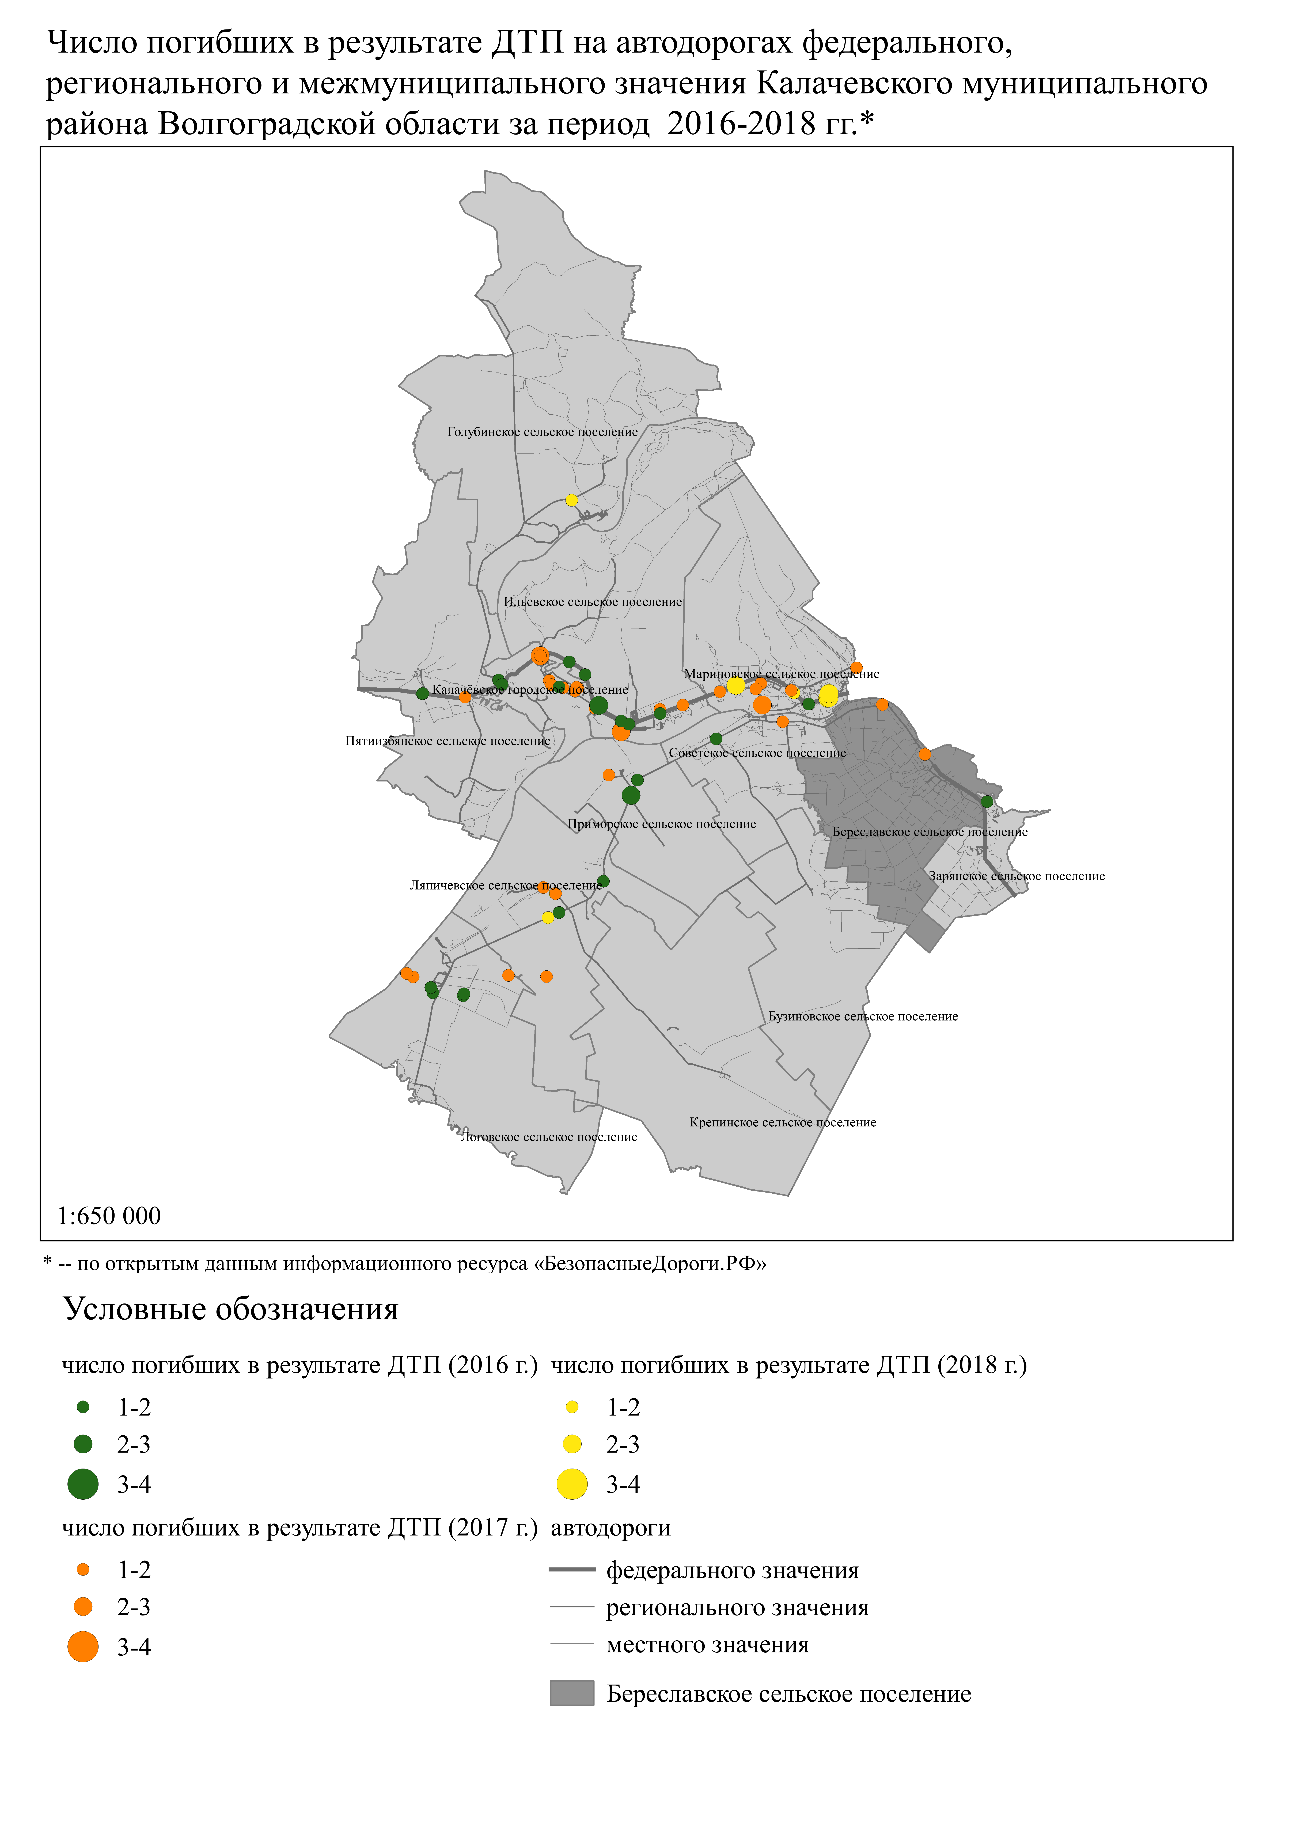 Число погибших в результате ДТП на автодорогах федерального,
регионального и межмуниципального значения Калачевского муниципального
района Волгоградской области за период 2016-2018 гг.*
Голубинское сельское поселение
Ильевское сельское поселение
Мариновское сельское поселение
Калачёвское городское поселение
Пятиизбянское сельское поселение
Советское сельское поселение
Приморское сельское поселение
Береславское сельское поселение
Зарянское сельское поселение
Ляпичевское сельское поселение
Бузиновское сельское поселение
Крепинское сельское поселение
Логовское сельское поселение
1:650 000
* -- по открытым данным информационного ресурса «БезопасныеДороги.РФ»
Условные обозначения
число погибших в результате ДТП (2016 г.)
1-2
2-3
3-4
число погибших в результате ДТП (2017 г.)
1-2
2-3
3-4
число погибших в результате ДТП (2018 г.)
1-2
2-3
3-4
автодороги
федерального значения
регионального значения
местного значения
Береславское сельское поселение